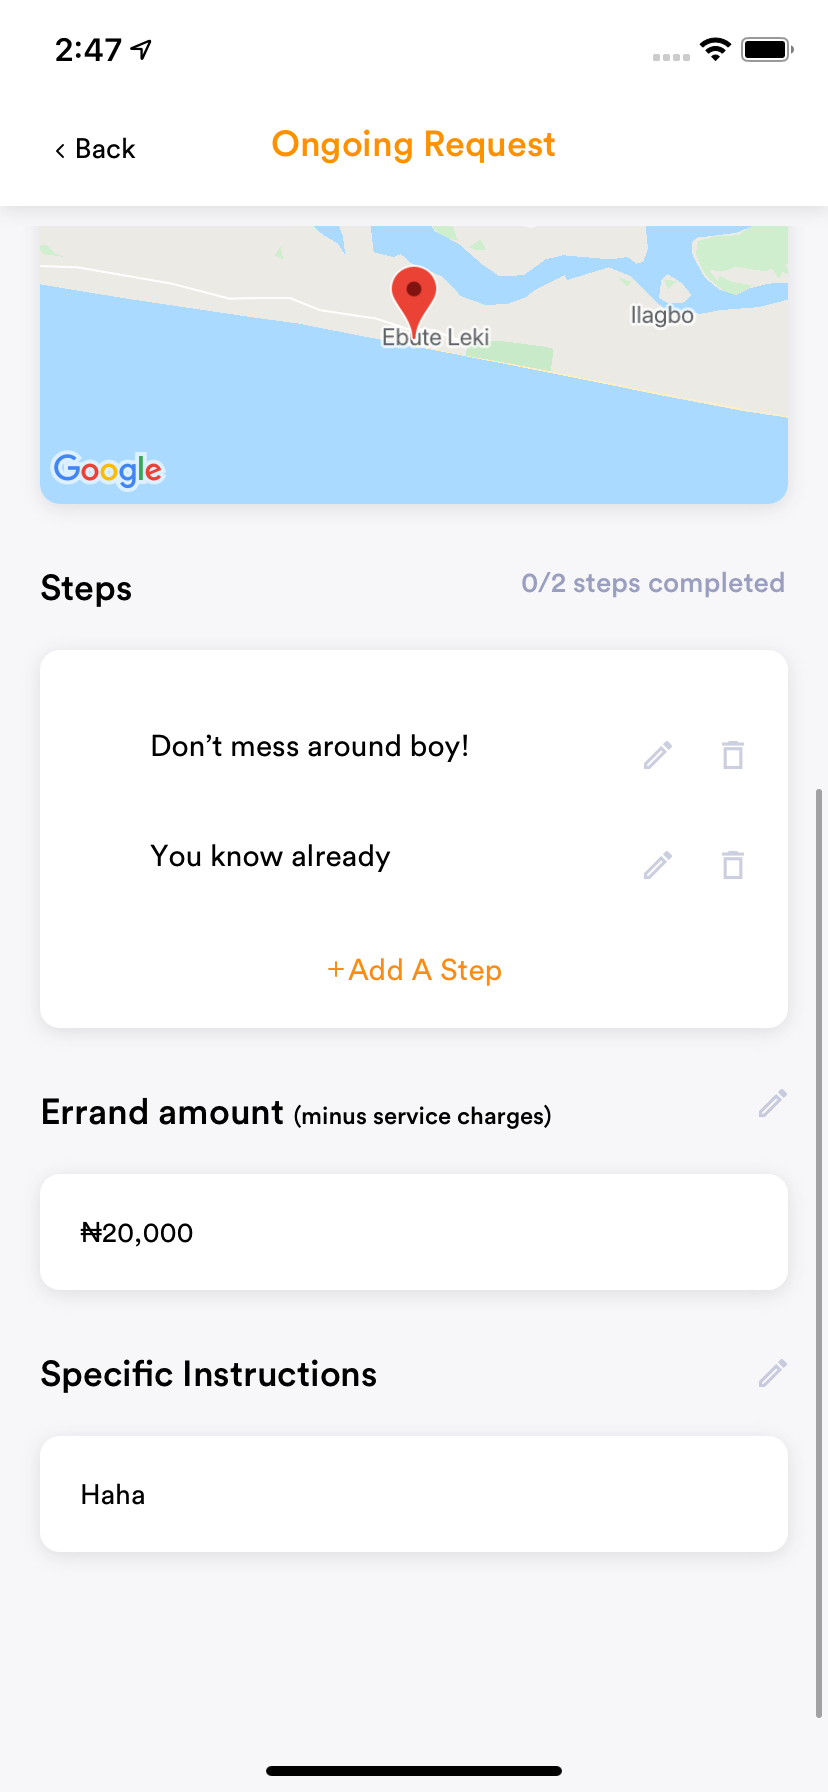 2:47
‹ Back
Ongoing Request
Ebute Leki
Ilagbo
Google
Steps
0/2 steps completed
Don’t mess around boy!
You know already
+Add A Step
Errand amount (minus service charges)
₦20,000
Specific Instructions
Haha